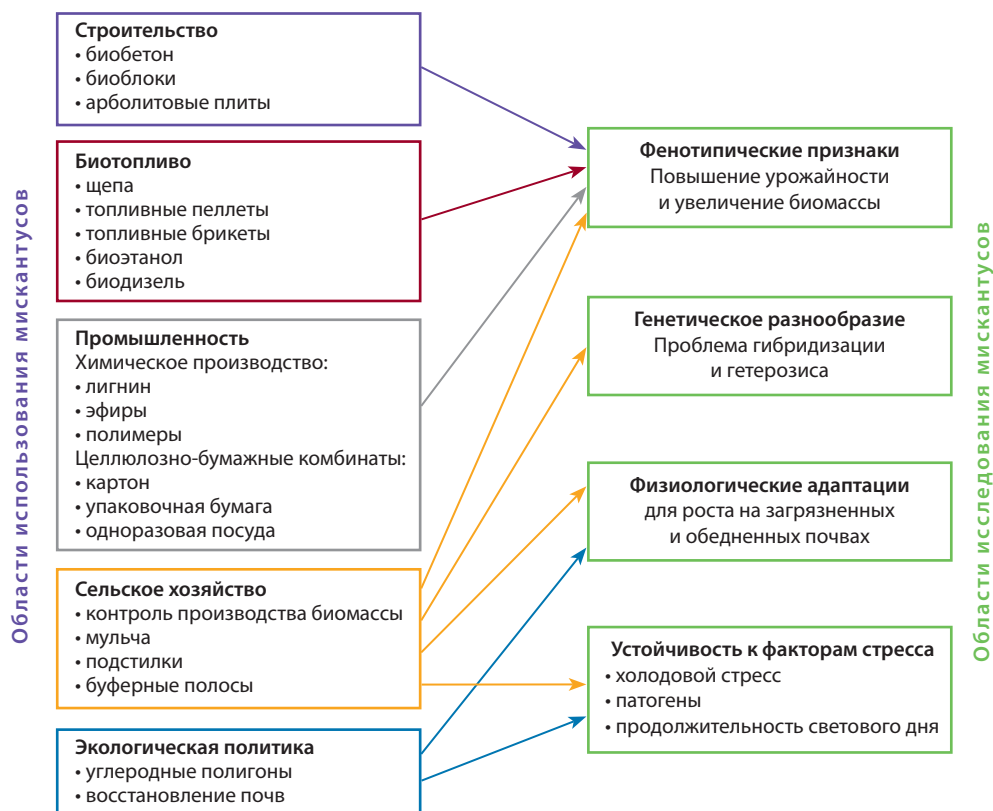 Области использования мискантусов
Строительство
• биобетон
• биоблоки
• арболитовые плиты
Биотопливо
• щепа
• топливные пеллеты
• топливные брикеты
• биоэтанол
• биодизель
Промышленность
Химическое производство:
• лигнин
• эфиры
• полимеры
Целлюлозно-бумажные комбинаты:
• картон
• упаковочная бумага
• одноразовая посуда
Сельское хозяйство
• контроль производства биомассы
• мульча
• подстилки
• буферные полосы
Экологическая политика
• углеродные полигоны
• восстановление почв
Фенотипические признаки
Повышение урожайности
и увеличение биомассы
Генетическое разнообразие
Проблема гибридизации
и гетерозиса
Физиологические адаптации
для роста на загрязненных
и обедненных почвах
Устойчивость к факторам стресса
• холодовой стресс
• патогены
• продолжительность светового дня
Области исследования мискантусов